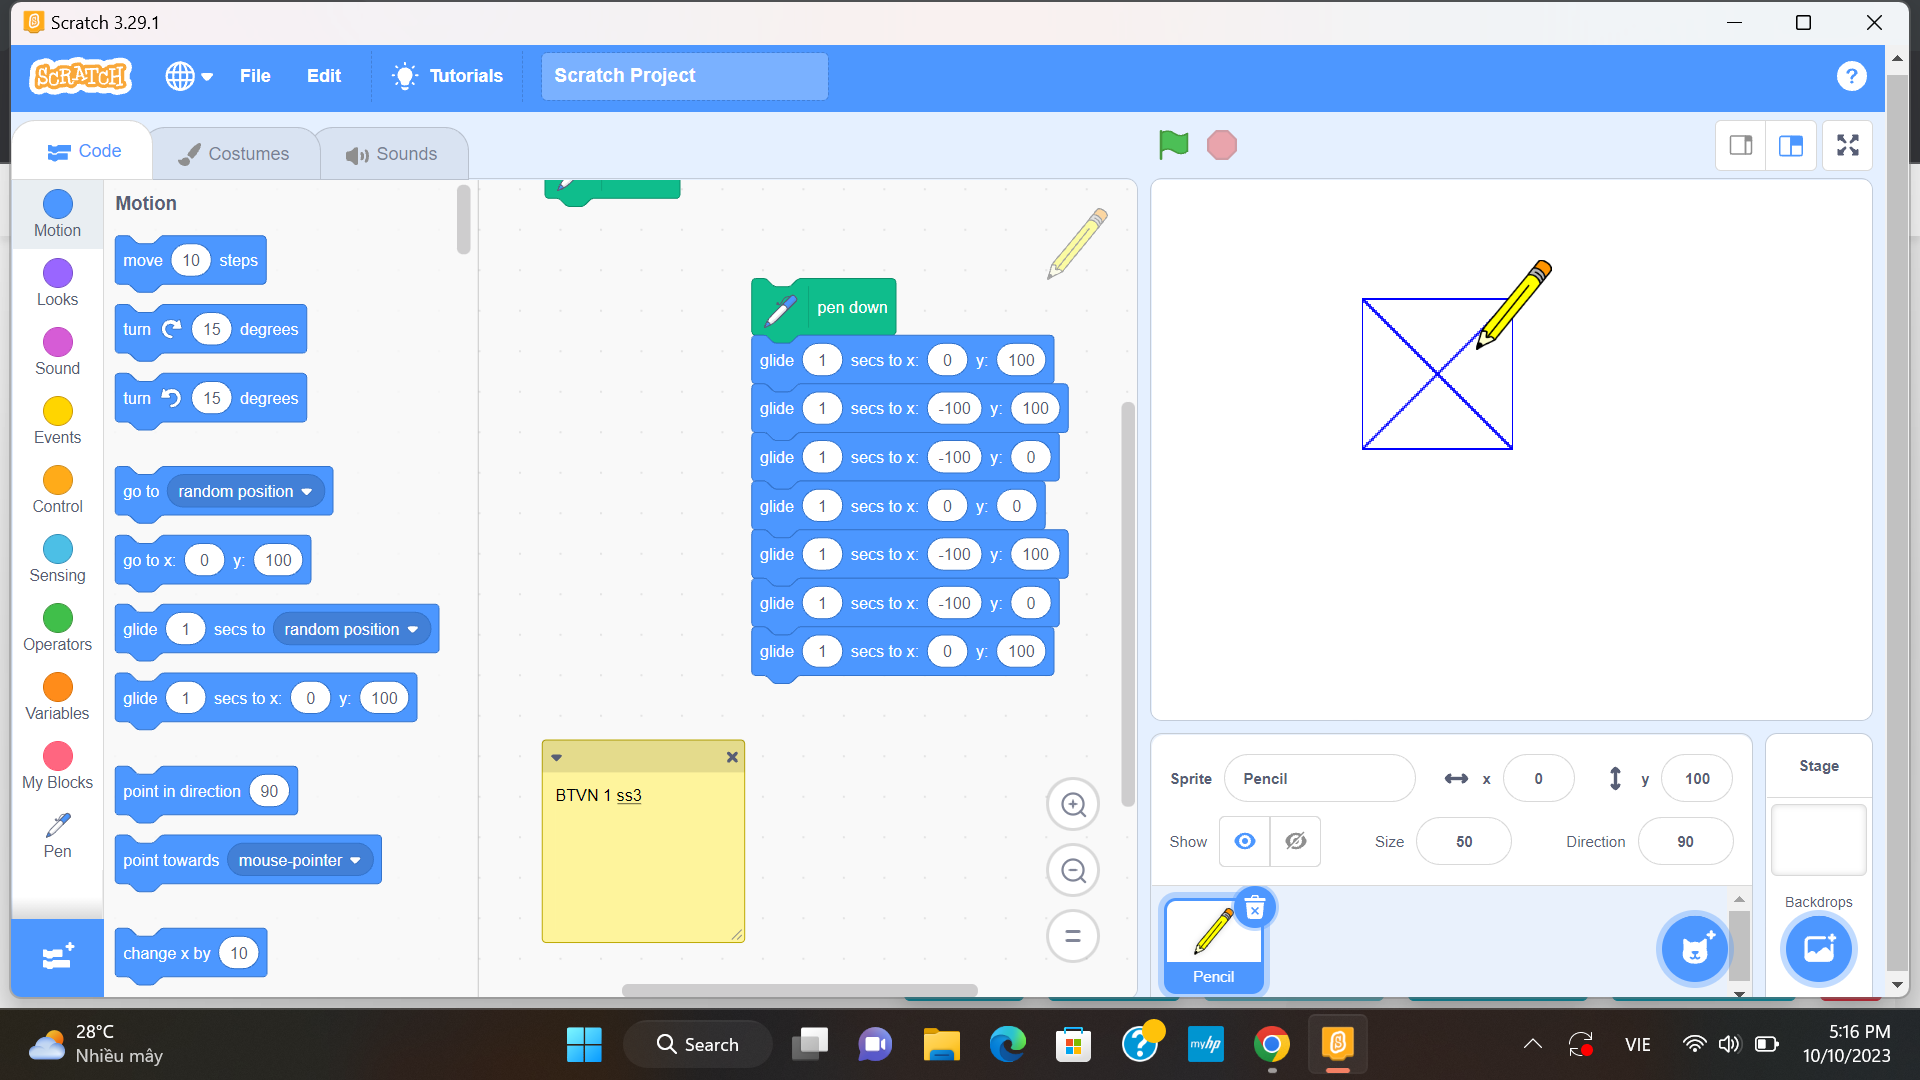 Scratch 3.29.1
SCRATCH
File
Edit
Tutorials
Scratch Project
?
Code
Costumes
Sounds
Motion
Looks
Sound
Events
Control
Sensing
Operators
Variables
My Blocks
Pen
Motion
move 10 steps
turn 15 degrees
turn 15 degrees
go to random position
go to x: 0 y: 100
glide 1 secs to random position
glide 1 secs to x: 0 y: 100
point in direction 90
point towards mouse-pointer
change x by 10
pen down
glide 1 secs to x: 0 y: 100
glide 1 secs to x: -100 y: 100
glide 1 secs to x: -100 y: 0
glide 1 secs to x: 0 y: 0
glide 1 secs to x: -100 y: 100
glide 1 secs to x: -100 y: 0
glide 1 secs to x: 0 y: 100
BTVN 1 ss3
Sprite Pencil x 0 y 100
Show Size 50 Direction 90
Pencil
Stage
Backdrops
28°C
Nhiều mây
Search
myhp
VIE
5:16 PM
10/10/2023